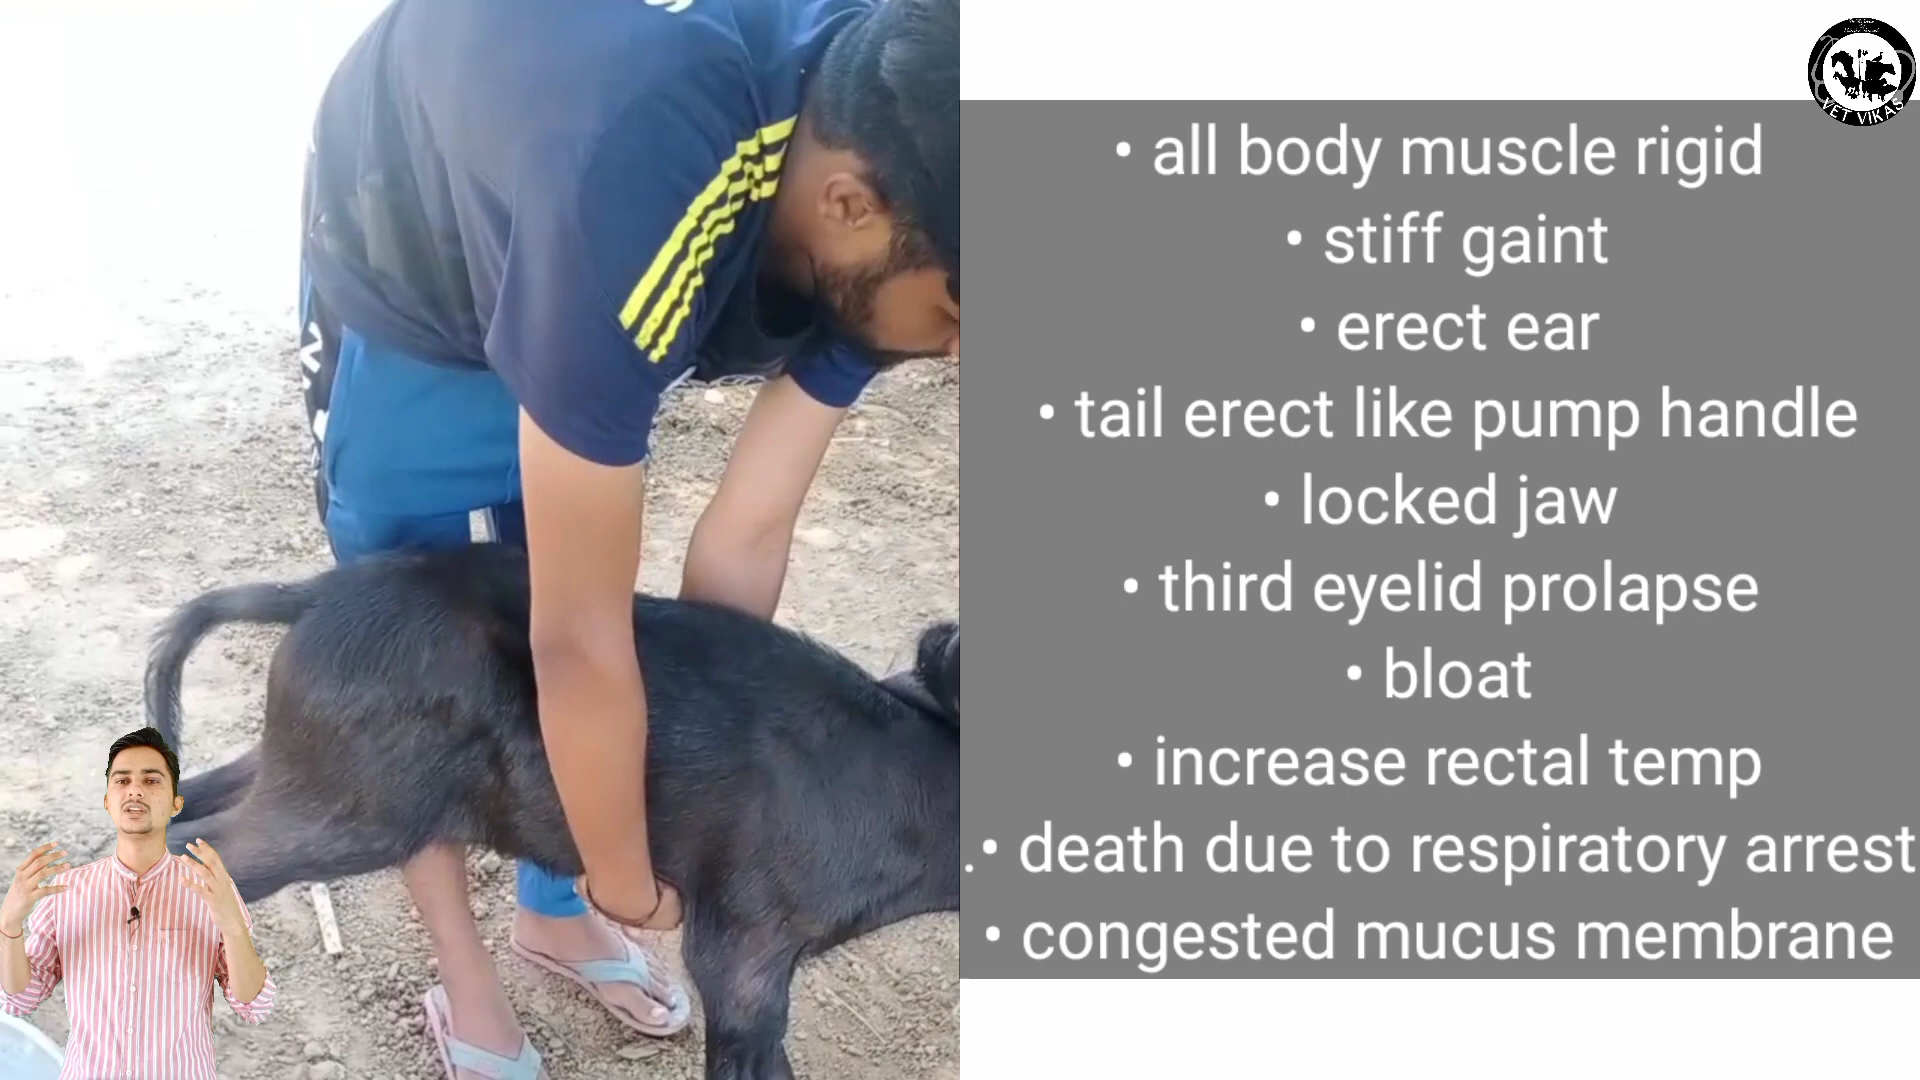 VET VIKAS
• all body muscle rigid
• stiff gaint
• erect ear
• tail erect like pump handle
• locked jaw
• third eyelid prolapse
• bloat
• increase rectal temp
.• death due to respiratory arrest
• congested mucus membrane